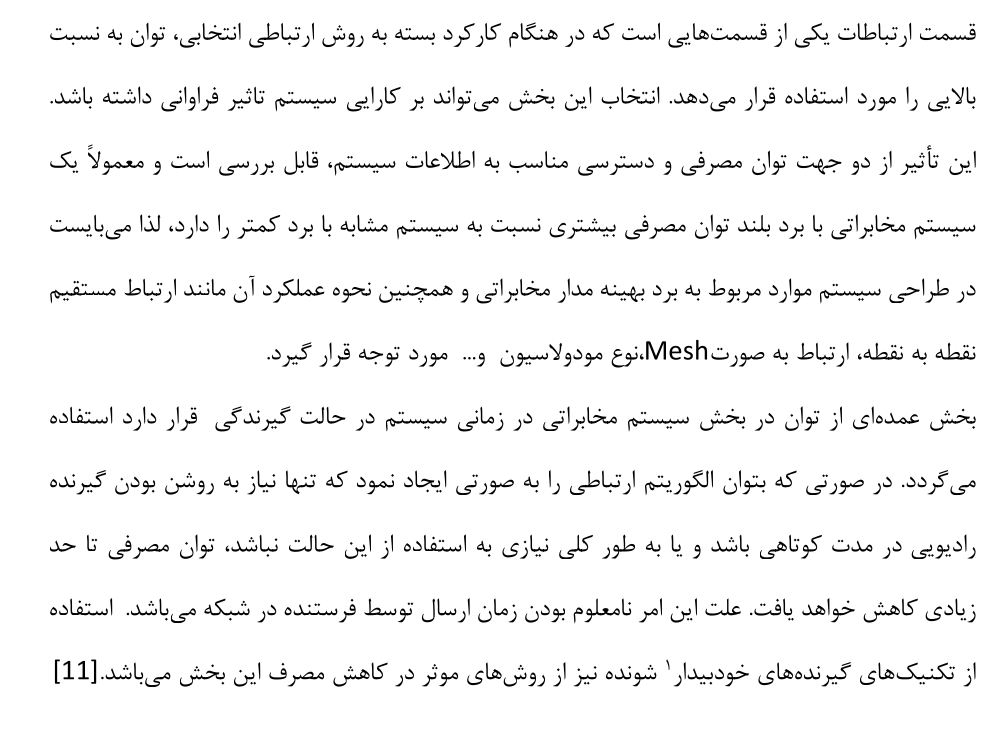 قسمت ارتباطات یکی از قسمت‌هایی است که در هنگام کارکرد بسته به روش ارتباطی انتخابی، توان به نسبت
بالایی را مورد استفاده قرار می‌دهد. انتخاب این بخش می‌تواند بر کارایی سیستم تاثیر فراوانی داشته باشد.
این تأثیر از دو جهت توان مصرفی و دسترسی مناسب به اطلاعات سیستم، قابل بررسی است و معمولاً یک
سیستم مخابراتی با برد بلند توان مصرفی بیشتری نسبت به سیستم مشابه با برد کمتر را دارد، لذا می‌بایست
در طراحی سیستم موارد مربوط به برد بهینه مدار مخابراتی و همچنین نحوه عملکرد آن مانند ارتباط مستقیم
نقطه به نقطه، ارتباط به صورتMesh،نوع مودولاسیون  و...  مورد توجه قرار گیرد.
بخش عمده‌ای از توان در بخش سیستم مخابراتی در زمانی سیستم در حالت گیرندگی  قرار دارد استفاده
می‌گردد. در صورتی که بتوان الگوریتم ارتباطی را به صورتی ایجاد نمود که تنها نیاز به روشن بودن گیرنده
رادیویی در مدت کوتاهی باشد و یا به طور کلی نیازی به استفاده از این حالت نباشد، توان مصرفی تا حد
زیادی کاهش خواهد یافت. علت این امر نامعلوم بودن زمان ارسال توسط فرستنده در شبکه می‌باشد.  استفاده
از تکنیک‌های گیرنده‌های خودبیدار۱ شونده نیز از روش‌های موثر در کاهش مصرف این بخش می‌باشد.[11]